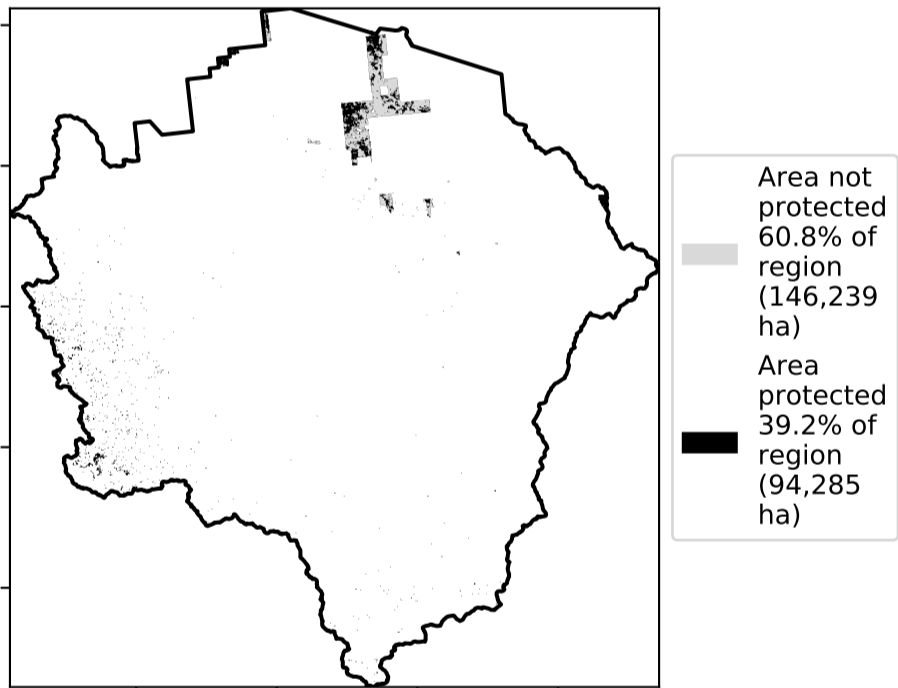 Area not
protected
60.8% of
region
(146,239
ha)
Area
protected
39.2% of
region
(94,285
ha)